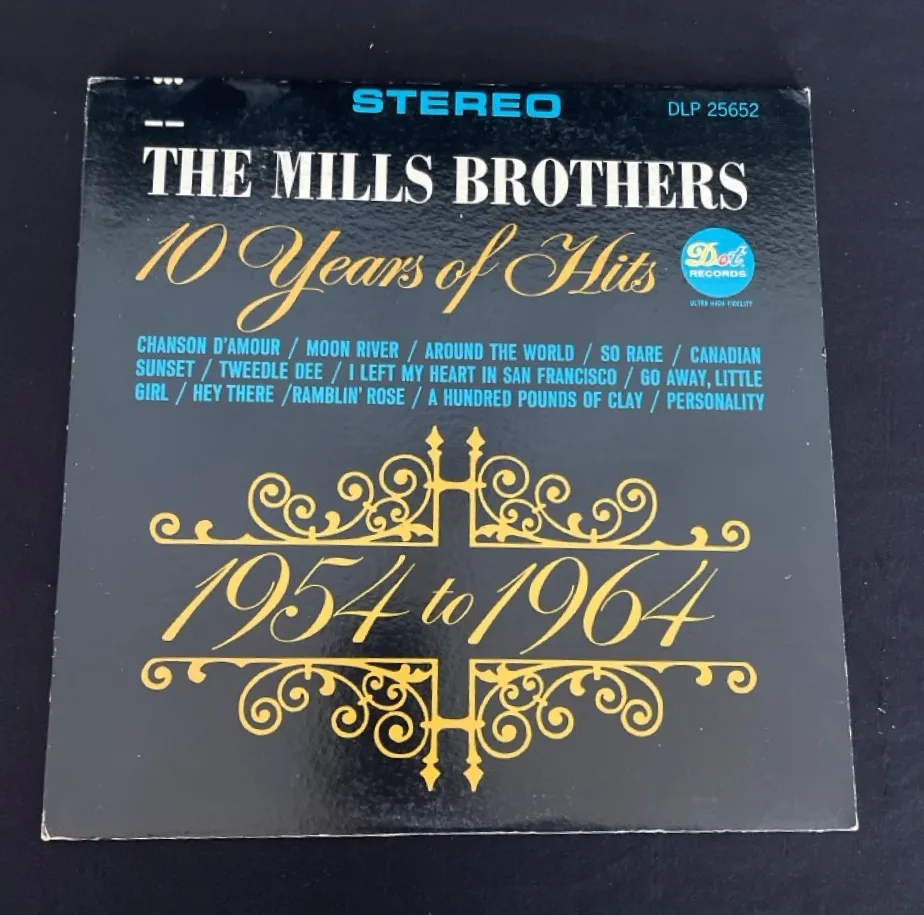 STEREO
DLP 25652
THE MILLS BROTHERS
10 Years of Hits
Dot
RECORDS
ULTRA HIGH FIDELITY
CHANSON D'AMOUR / MOON RIVER / AROUND THE WORLD / SO RARE / CANADIAN
SUNSET / TWEEDLE DEE / I LEFT MY HEART IN SAN FRANCISCO / GO AWAY, LITTLE
GIRL / HEY THERE /RAMBLIN' ROSE / A HUNDRED POUNDS OF CLAY / PERSONALITY
1954 to 1964